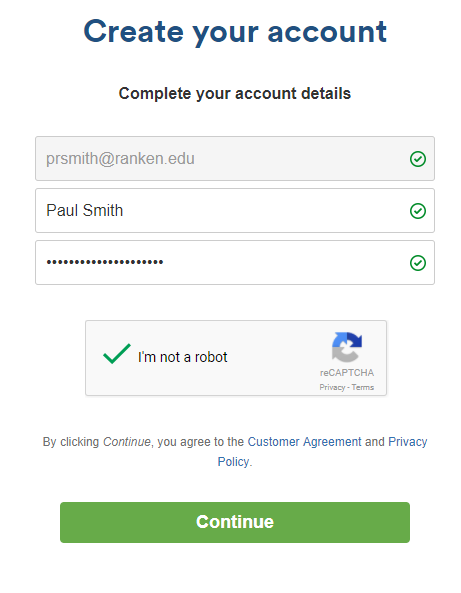 Create your account
Complete your account details
prsmith@ranken.edu
Paul Smith
•••••••••••••••••••••
I'm not a robot
reCAPTCHA
Privacy - Terms
By clicking Continue, you agree to the Customer Agreement and Privacy
Policy.
Continue